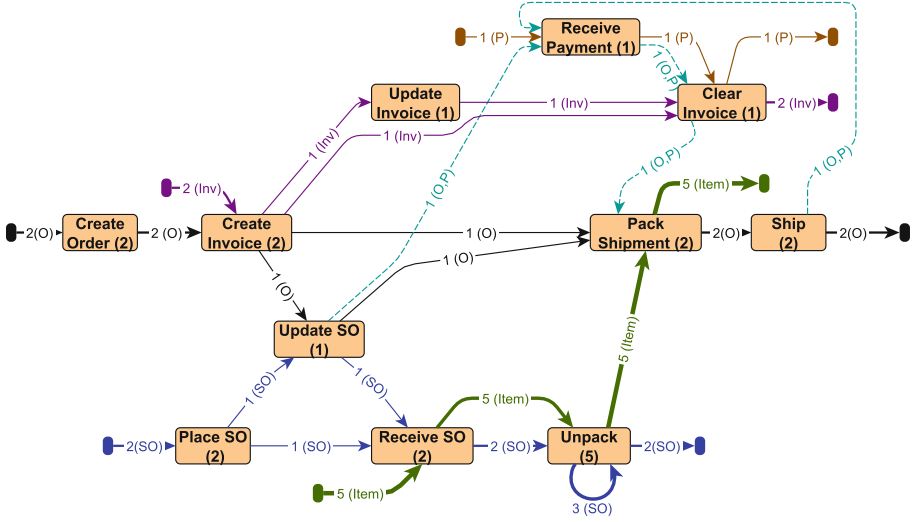 1 (P)
Receive
Payment (1)
1 (P)
1 (P)
1 (O,P)
1 (O,P)
Update
Invoice (1)
1 (Inv)
Clear
Invoice (1)
2 (Inv)
1 (Inv)
1 (Inv)
1 (O,P)
1 (O,P)
2 (Inv)
5 (Item)
2(O)
Create
Order (2)
2 (O)
Create
Invoice (2)
1 (O)
1 (O)
Pack
Shipment (2)
2(O)
Ship
(2)
2(O)
1 (O)
Update SO
(1)
5 (Item)
1 (SO)
1 (SO)
5 (Item)
2(SO)
Place SO
(2)
1 (SO)
Receive SO
(2)
2 (SO)
Unpack
(5)
2(SO)
5 (Item)
3 (SO)